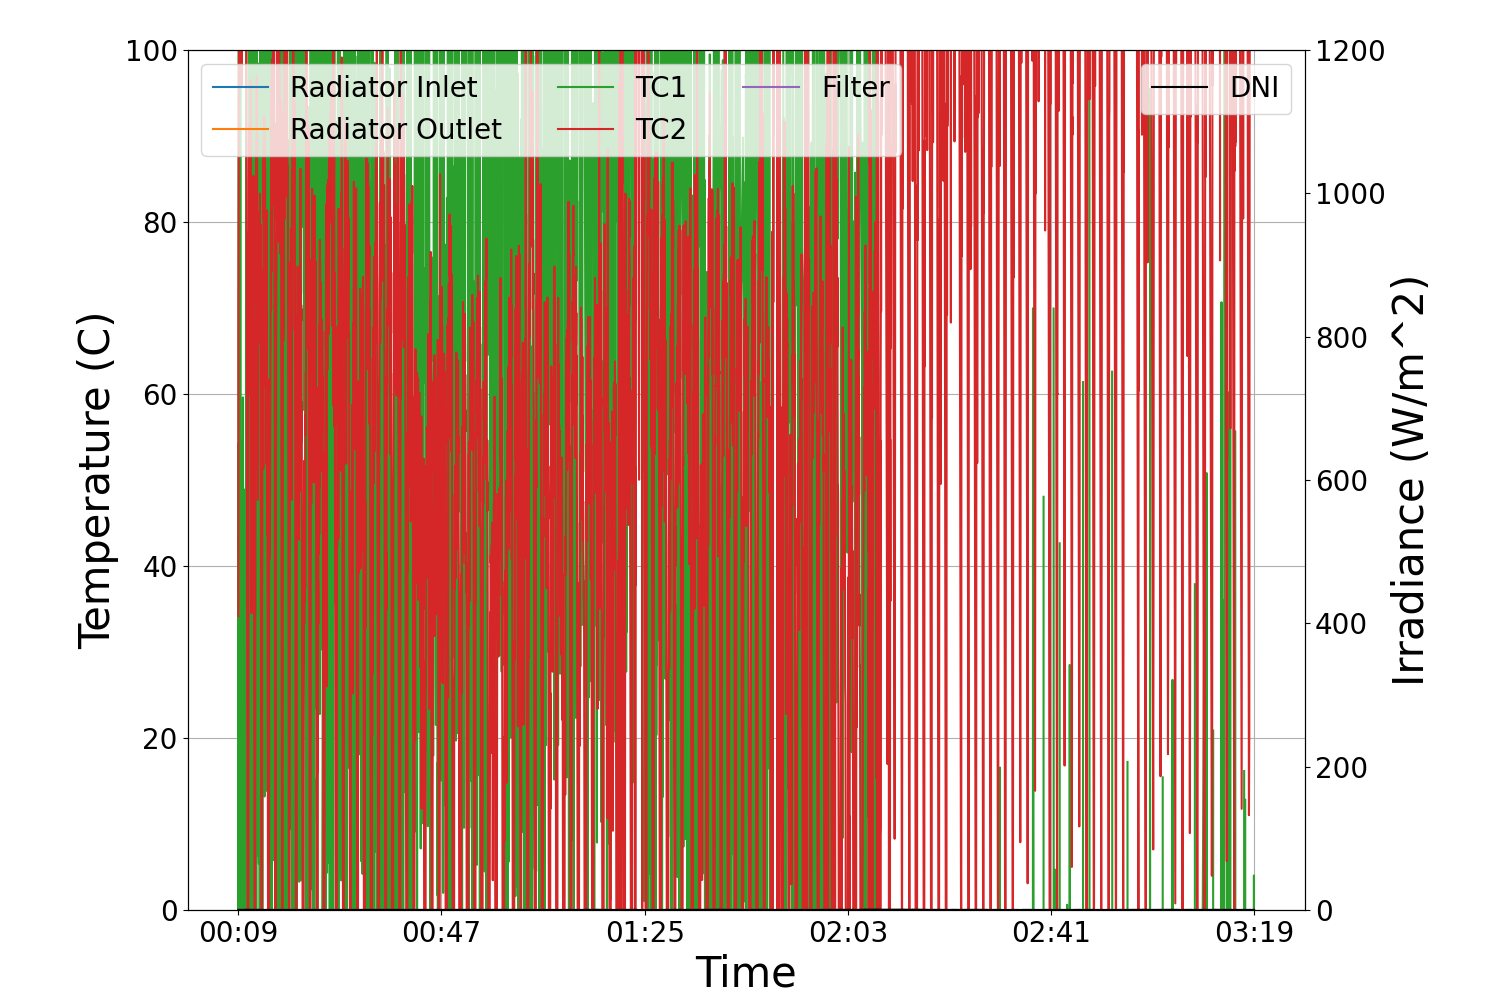 100
80
60
40
20
0
Temperature (C)
Radiator Inlet
Radiator Outlet
TC1
TC2
Filter
DNI
1200
1000
800
600
400
200
0
Irradiance (W/m^2)
00:09 00:47 01:25 02:03 02:41 03:19
Time